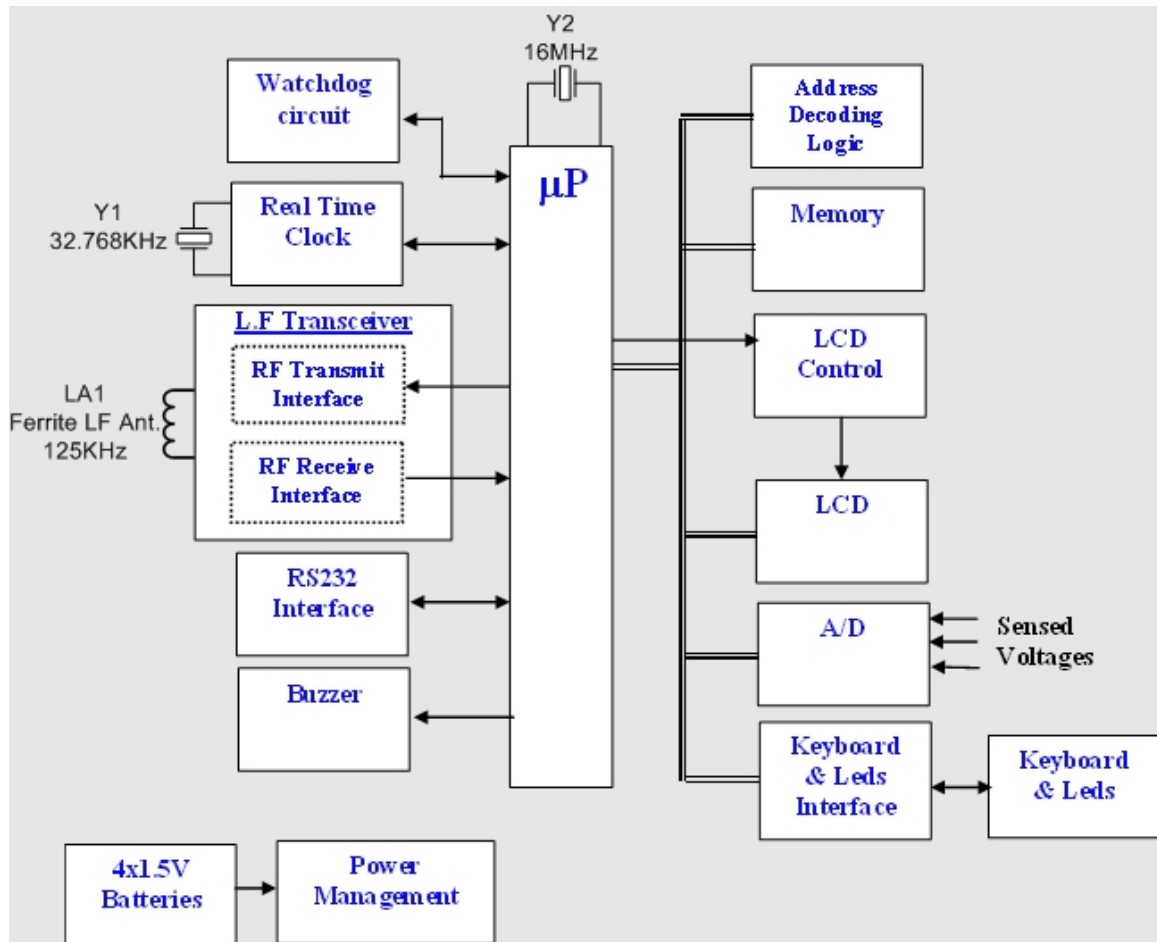 Y2
16MHz
Watchdog
circuit
Address
Decoding
Logic
μP
Y1
32.768KHz
Real Time
Clock
Memory
L.F Transceiver
RF Transmit
Interface
LCD
Control
LA1
Ferrite LF Ant.
125KHz
RF Receive
Interface
LCD
RS232
Interface
A/D
Sensed
Voltages
Buzzer
Keyboard
& Leds
Interface
Keyboard
& Leds
4x1.5V
Batteries
Power
Management